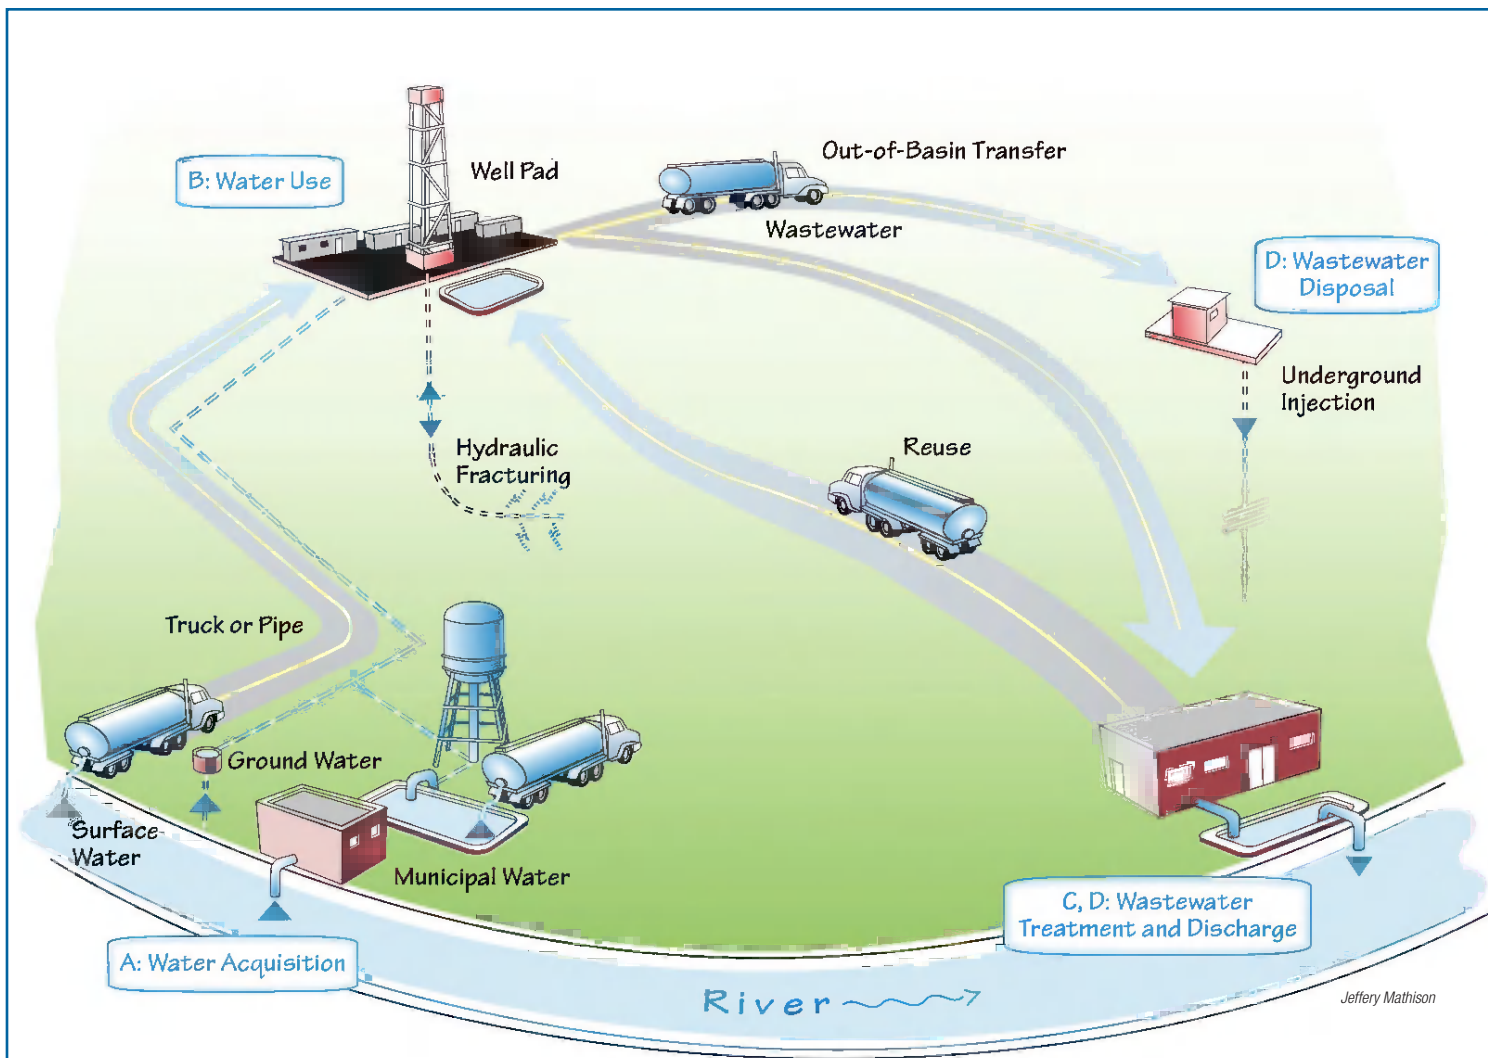 Out-of-Basin Transfer
Well Pad
B: Water Use
Wastewater
D: Wastewater
Disposal
Underground
Injection
Hydraulic
Fracturing
Reuse
Truck or Pipe
Ground Water
Surface
Water
Municipal Water
C, D: Wastewater
Treatment and Discharge
A: Water Acquisition
River
Jeffery Mathison